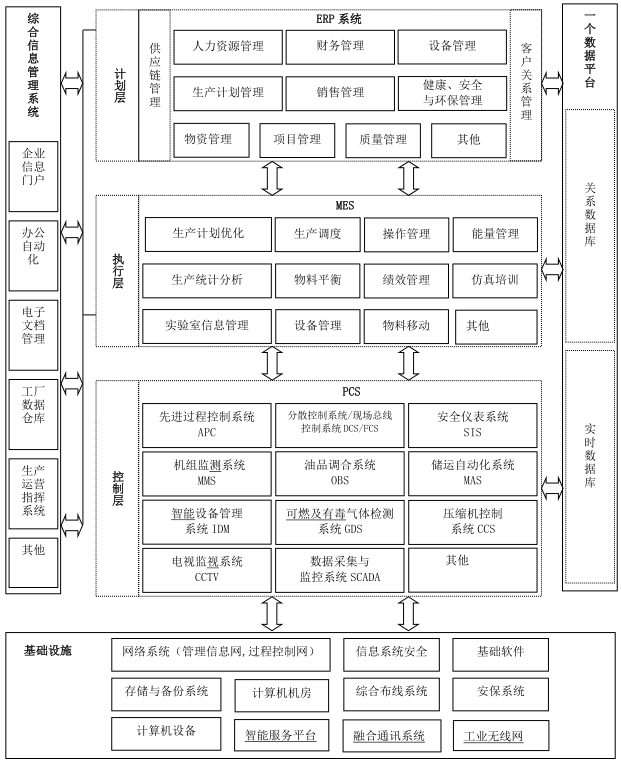 综合信息管理系统
企业
信息
门户
办公
自动
化
电子
文档
管理
工厂
数据
仓库
生产
运营
指挥
系统
其他
计划层
ERP 系统
供应链管理
人力资源管理
财务管理
设备管理
生产计划管理
销售管理
健康、安全
与环保管理
物资管理
项目管理
质量管理
其他
客户关系管理
执行层
MES
生产计划优化
生产调度
操作管理
能量管理
生产统计分析
物料平衡
绩效管理
仿真培训
实验室信息管理
设备管理
物料移动
其他
控制层
PCS
先进过程控制系统
APC
分散控制系统/现场总线
控制系统 DCS/FCS
安全仪表系统
SIS
机组监测系统
MMS
油品调合系统
OBS
储运自动化系统
MAS
智能设备管理
系统 IDM
可燃及有毒气体检测
系统 GDS
压缩机控制
系统 CCS
电视监视系统
CCTV
数据采集与
监控系统 SCADA
其他
一个数据平台
关系数据库
实时数据库
基础设施
网络系统（管理信息网,过程控制网）
信息系统安全
基础软件
存储与备份系统
计算机机房
综合布线系统
安保系统
计算机设备
智能服务平台
融合通讯系统
工业无线网